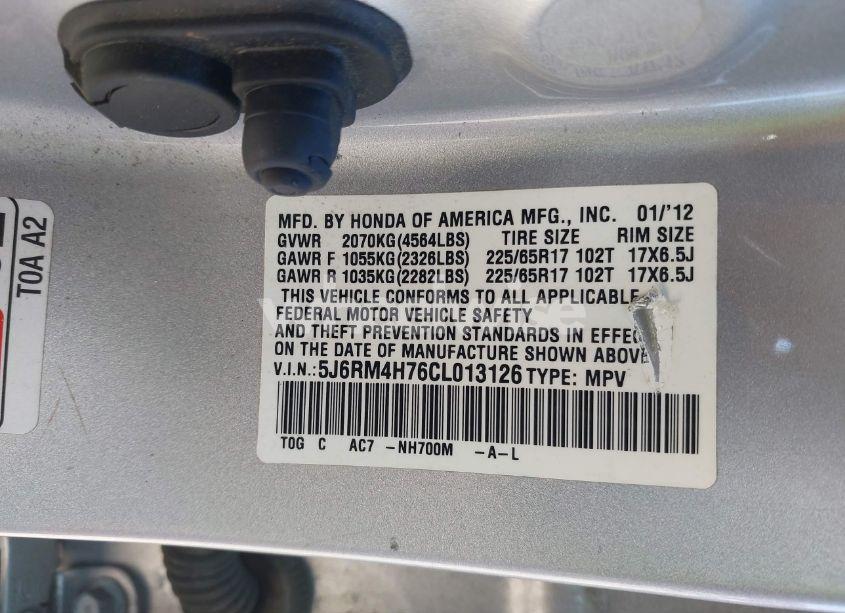 MFD. BY HONDA OF AMERICA MFG., INC. 01/'12
GVWR 2070KG(4564LBS) TIRE SIZE RIM SIZE
GAWR F 1055KG(2326LBS) 225/65R17 102T 17X6.5J
GAWR R 1035KG(2282LBS) 225/65R17 102T 17X6.5J
THIS VEHICLE CONFORMS TO ALL APPLICABLE
FEDERAL MOTOR VEHICLE SAFETY
AND THEFT PREVENTION STANDARDS IN EFFEC
ON THE DATE OF MANUFACTURE SHOWN ABOVE
V.I.N.: 5J6RM4H76CL013126 TYPE: MPV
T0G C AC7 -NH700M -A-L
T0A A2